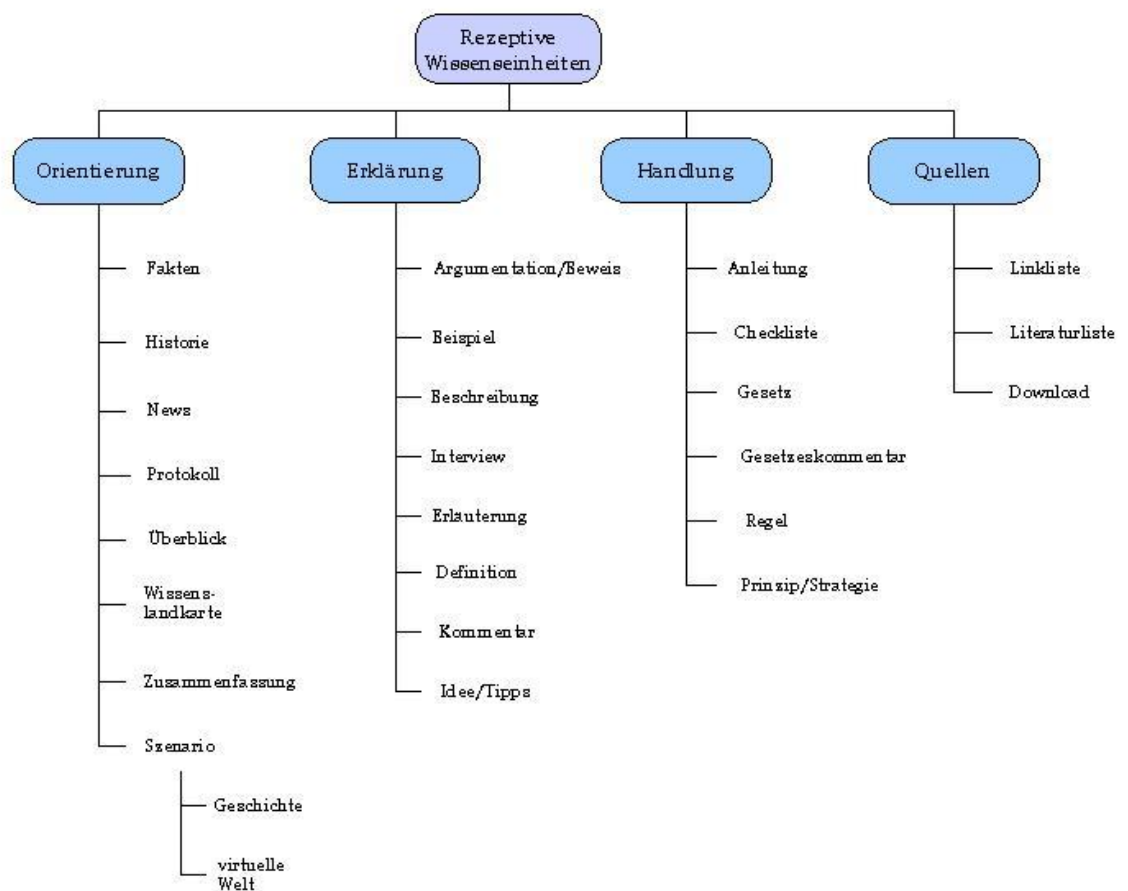 Rezeptive
Wissenseinheiten
Orientierung
Fakten
Historie
News
Protokoll
Überblick
Wissens-
landkarte
Zusammenfassung
Szenario
Geschichte
virtuelle
Welt
Erklärung
Argumentation/Beweis
Beispiel
Beschreibung
Interview
Erläuterung
Definition
Kommentar
Idee/Tipps
Handlung
Anleitung
Checkliste
Gesetz
Gesetzeskommentar
Regel
Prinzip/Strategie
Quellen
Linkliste
Literaturliste
Download